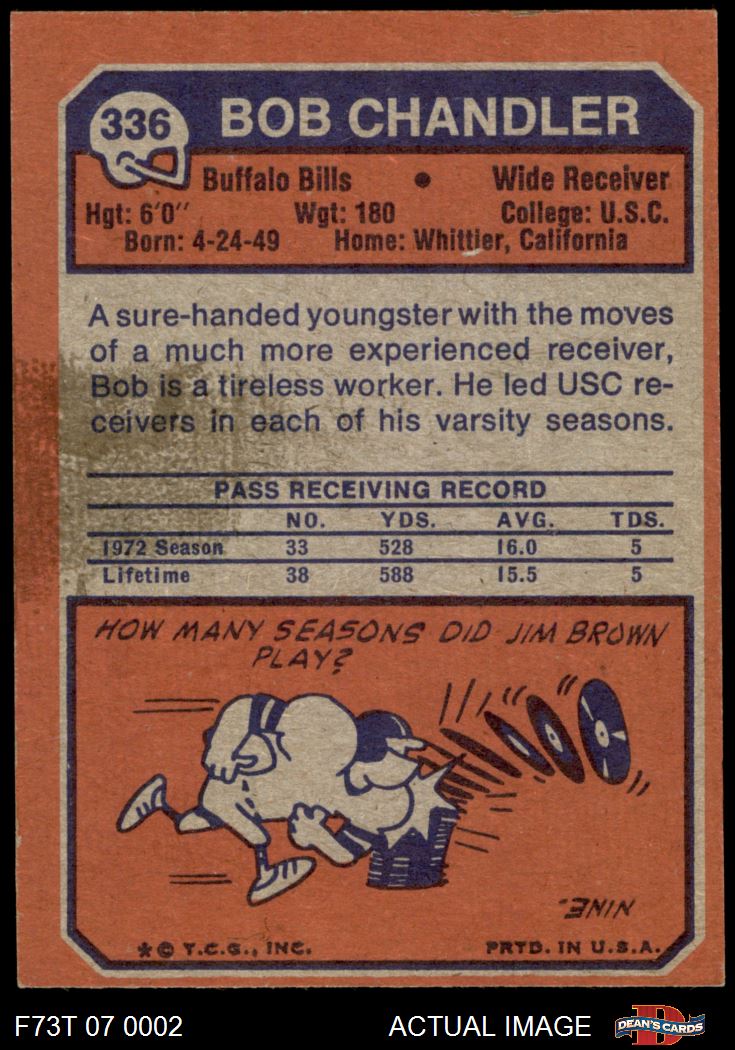 336 BOB CHANDLER
Buffalo Bills • Wide Receiver
Hgt: 6'0" Wgt: 180 College: U.S.C.
Born: 4-24-49 Home: Whittier, California
A sure-handed youngster with the moves
of a much more experienced receiver,
Bob is a tireless worker. He led USC re-
ceivers in each of his varsity seasons.
PASS RECEIVING RECORD
NO. YDS. AVG. TDS.
1972 Season 33 528 16.0 5
Lifetime 38 588 15.5 5
HOW MANY SEASONS DID JIM BROWN
PLAY?
NINE.
* © T.C.G., INC. PRTD. IN U.S.A.
F73T 07 0002 ACTUAL IMAGE D DEAN'S CARDS